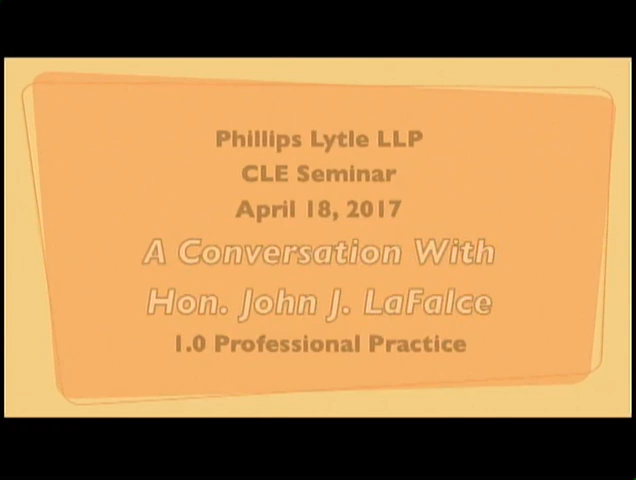 Phillips Lytle LLP
CLE Seminar
April 18, 2017
A Conversation With
Hon. John J. LaFalce
1.0 Professional Practice